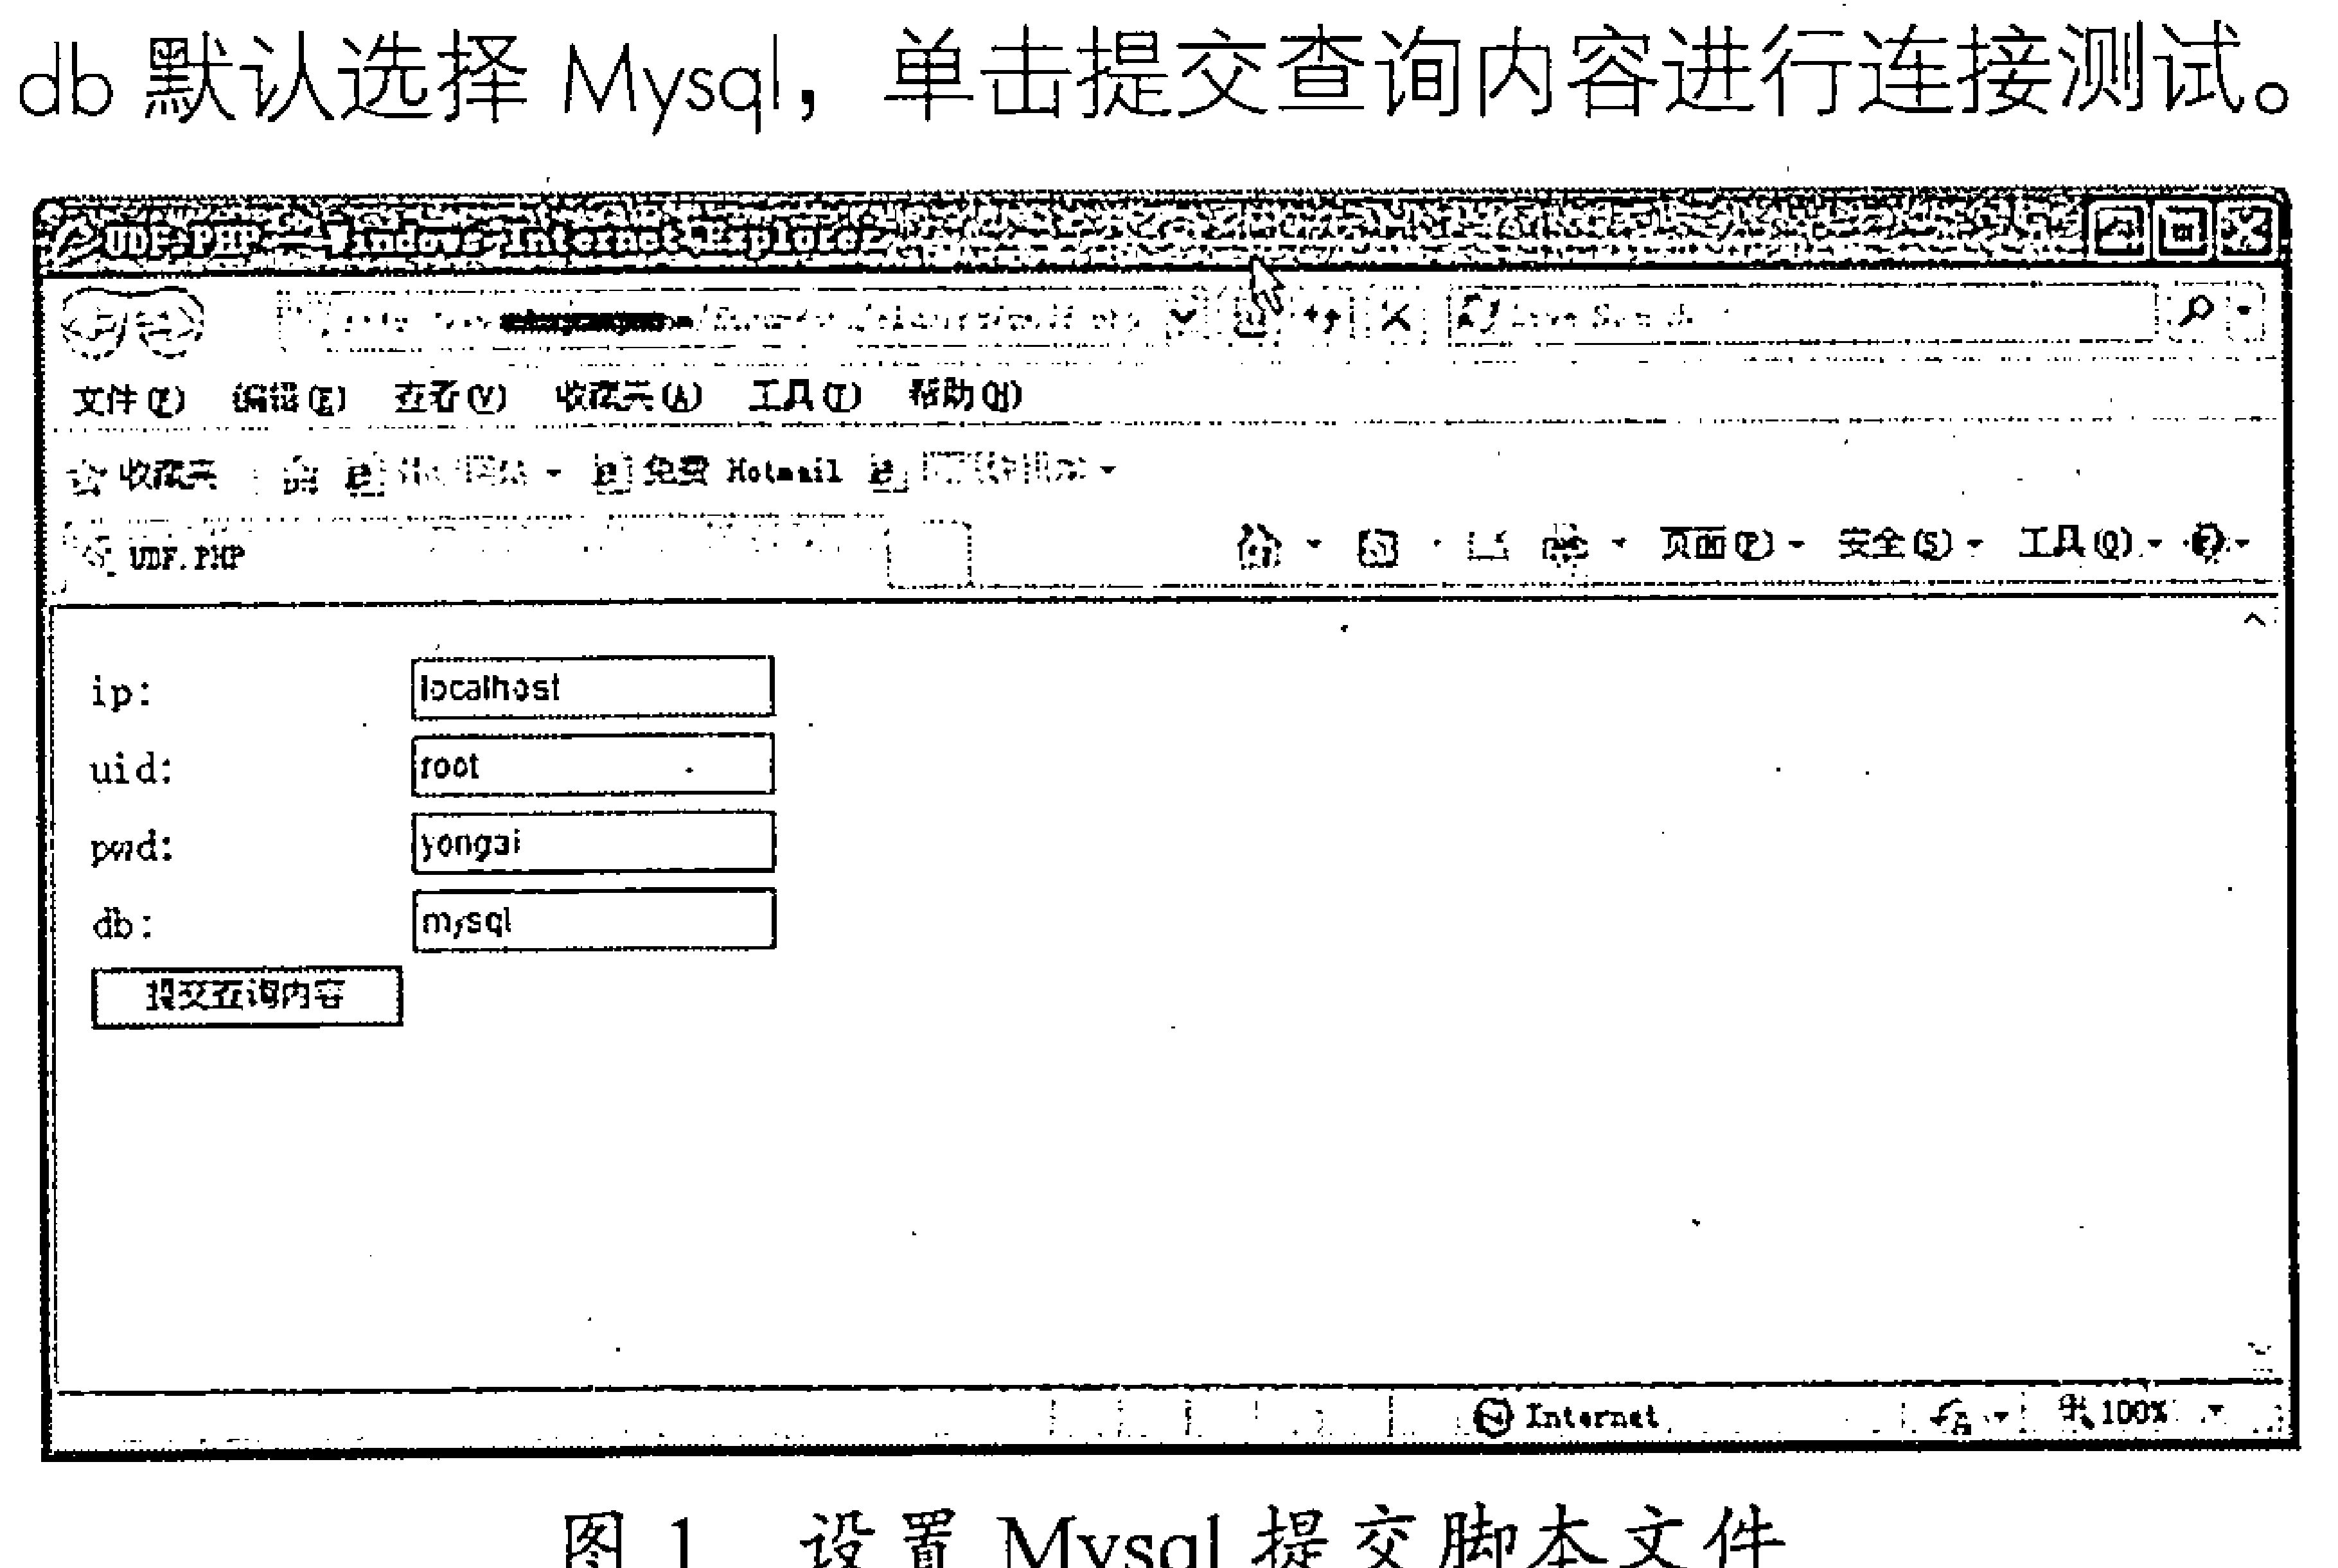 db 默认选择 Mysql，单击提交查询内容进行连接测试。
UDF.PHP - Windows Internet Explorer
文件(F) 编辑(E) 查看(V) 收藏夹(A) 工具(T) 帮助(H)
收藏夹 免费 Hotmail
UDF.PHP 页面(P) 安全(S) 工具(O)
ip: localhost
uid: root
pwd: yongai
db: mysql
提交查询内容
Internet 100%
图 1 设置 Mysql 提交脚本文件